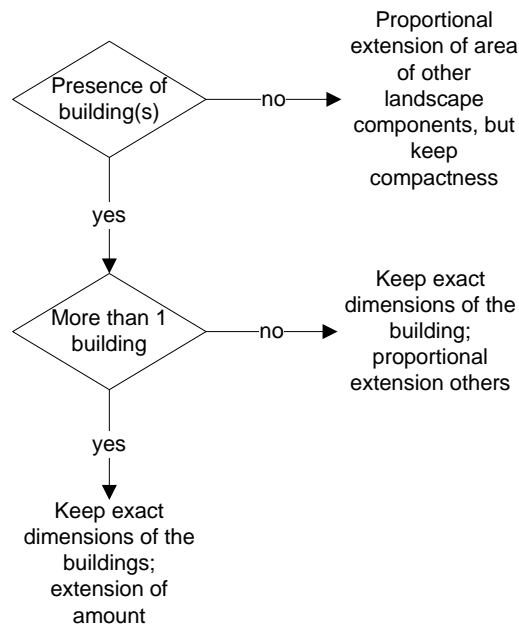 Presence of
building(s)
no
Proportional
extension of area
of other
landscape
components, but
keep
compactness
yes
More than 1
building
no
Keep exact
dimensions of the
building;
proportional
extension others
yes
Keep exact
dimensions of the
buildings;
extension of
amount